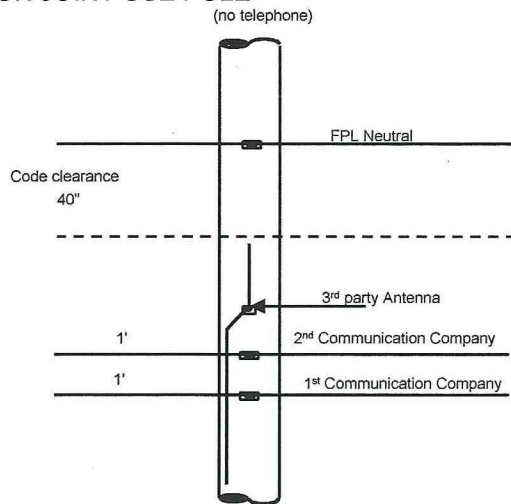 (no telephone)
FPL Neutral
Code clearance
40"
3rd party Antenna
1' 2nd Communication Company
1' 1st Communication Company